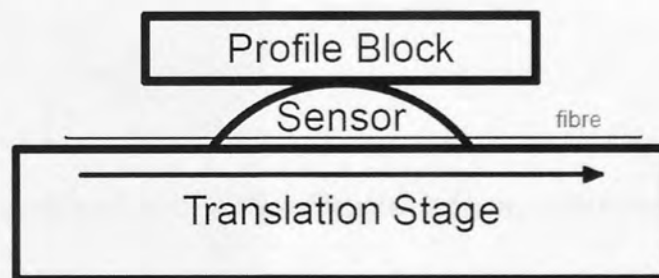 Profile Block
Sensor
fibre
Translation Stage